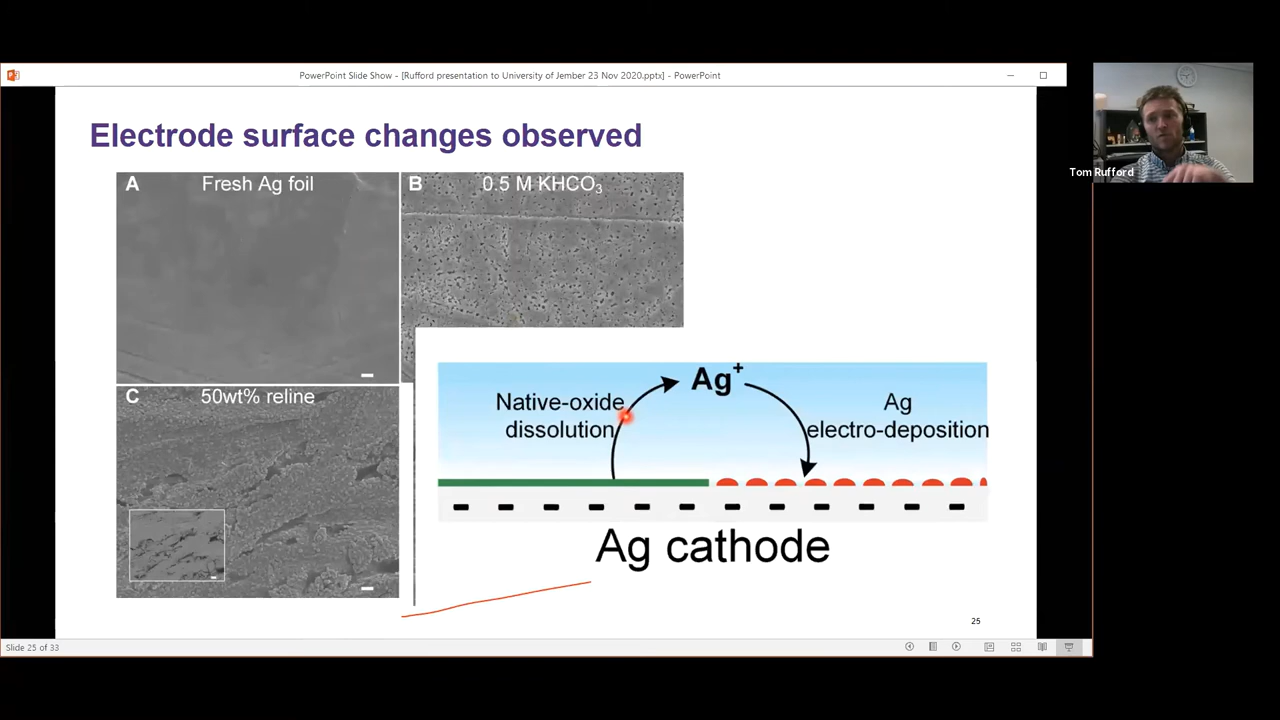 PowerPoint Slide Show - [Rufford presentation to University of Jember 23 Nov 2020.pptx] - PowerPoint
Electrode surface changes observed
A Fresh Ag foil
B 0.5 M KHCO₃
C 50wt% reline
Native-oxide
dissolution
Ag⁺
Ag
electro-deposition
Ag cathode
25
Slide 25 of 33
Tom Rufford